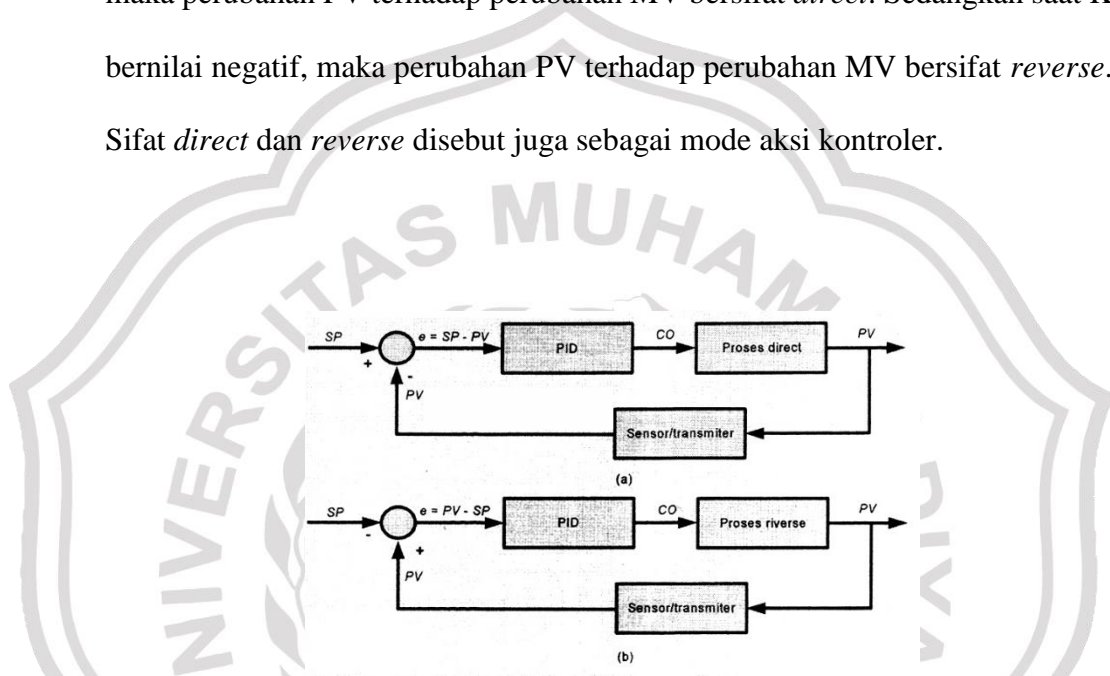 maka perubahan PV terhadap perubahan MV bersifat direct. Sedangkan saat K
bernilai negatif, maka perubahan PV terhadap perubahan MV bersifat reverse.
Sifat direct dan reverse disebut juga sebagai mode aksi kontroler.
UNIVERSITAS MUHAM
SP
e = SP - PV
PID
CO
Proses direct
PV
+
-
PV
Sensor/transmiter
(a)
SP
e = PV - SP
PID
CO
Proses riverse
PV
-
+
PV
Sensor/transmiter
(b)